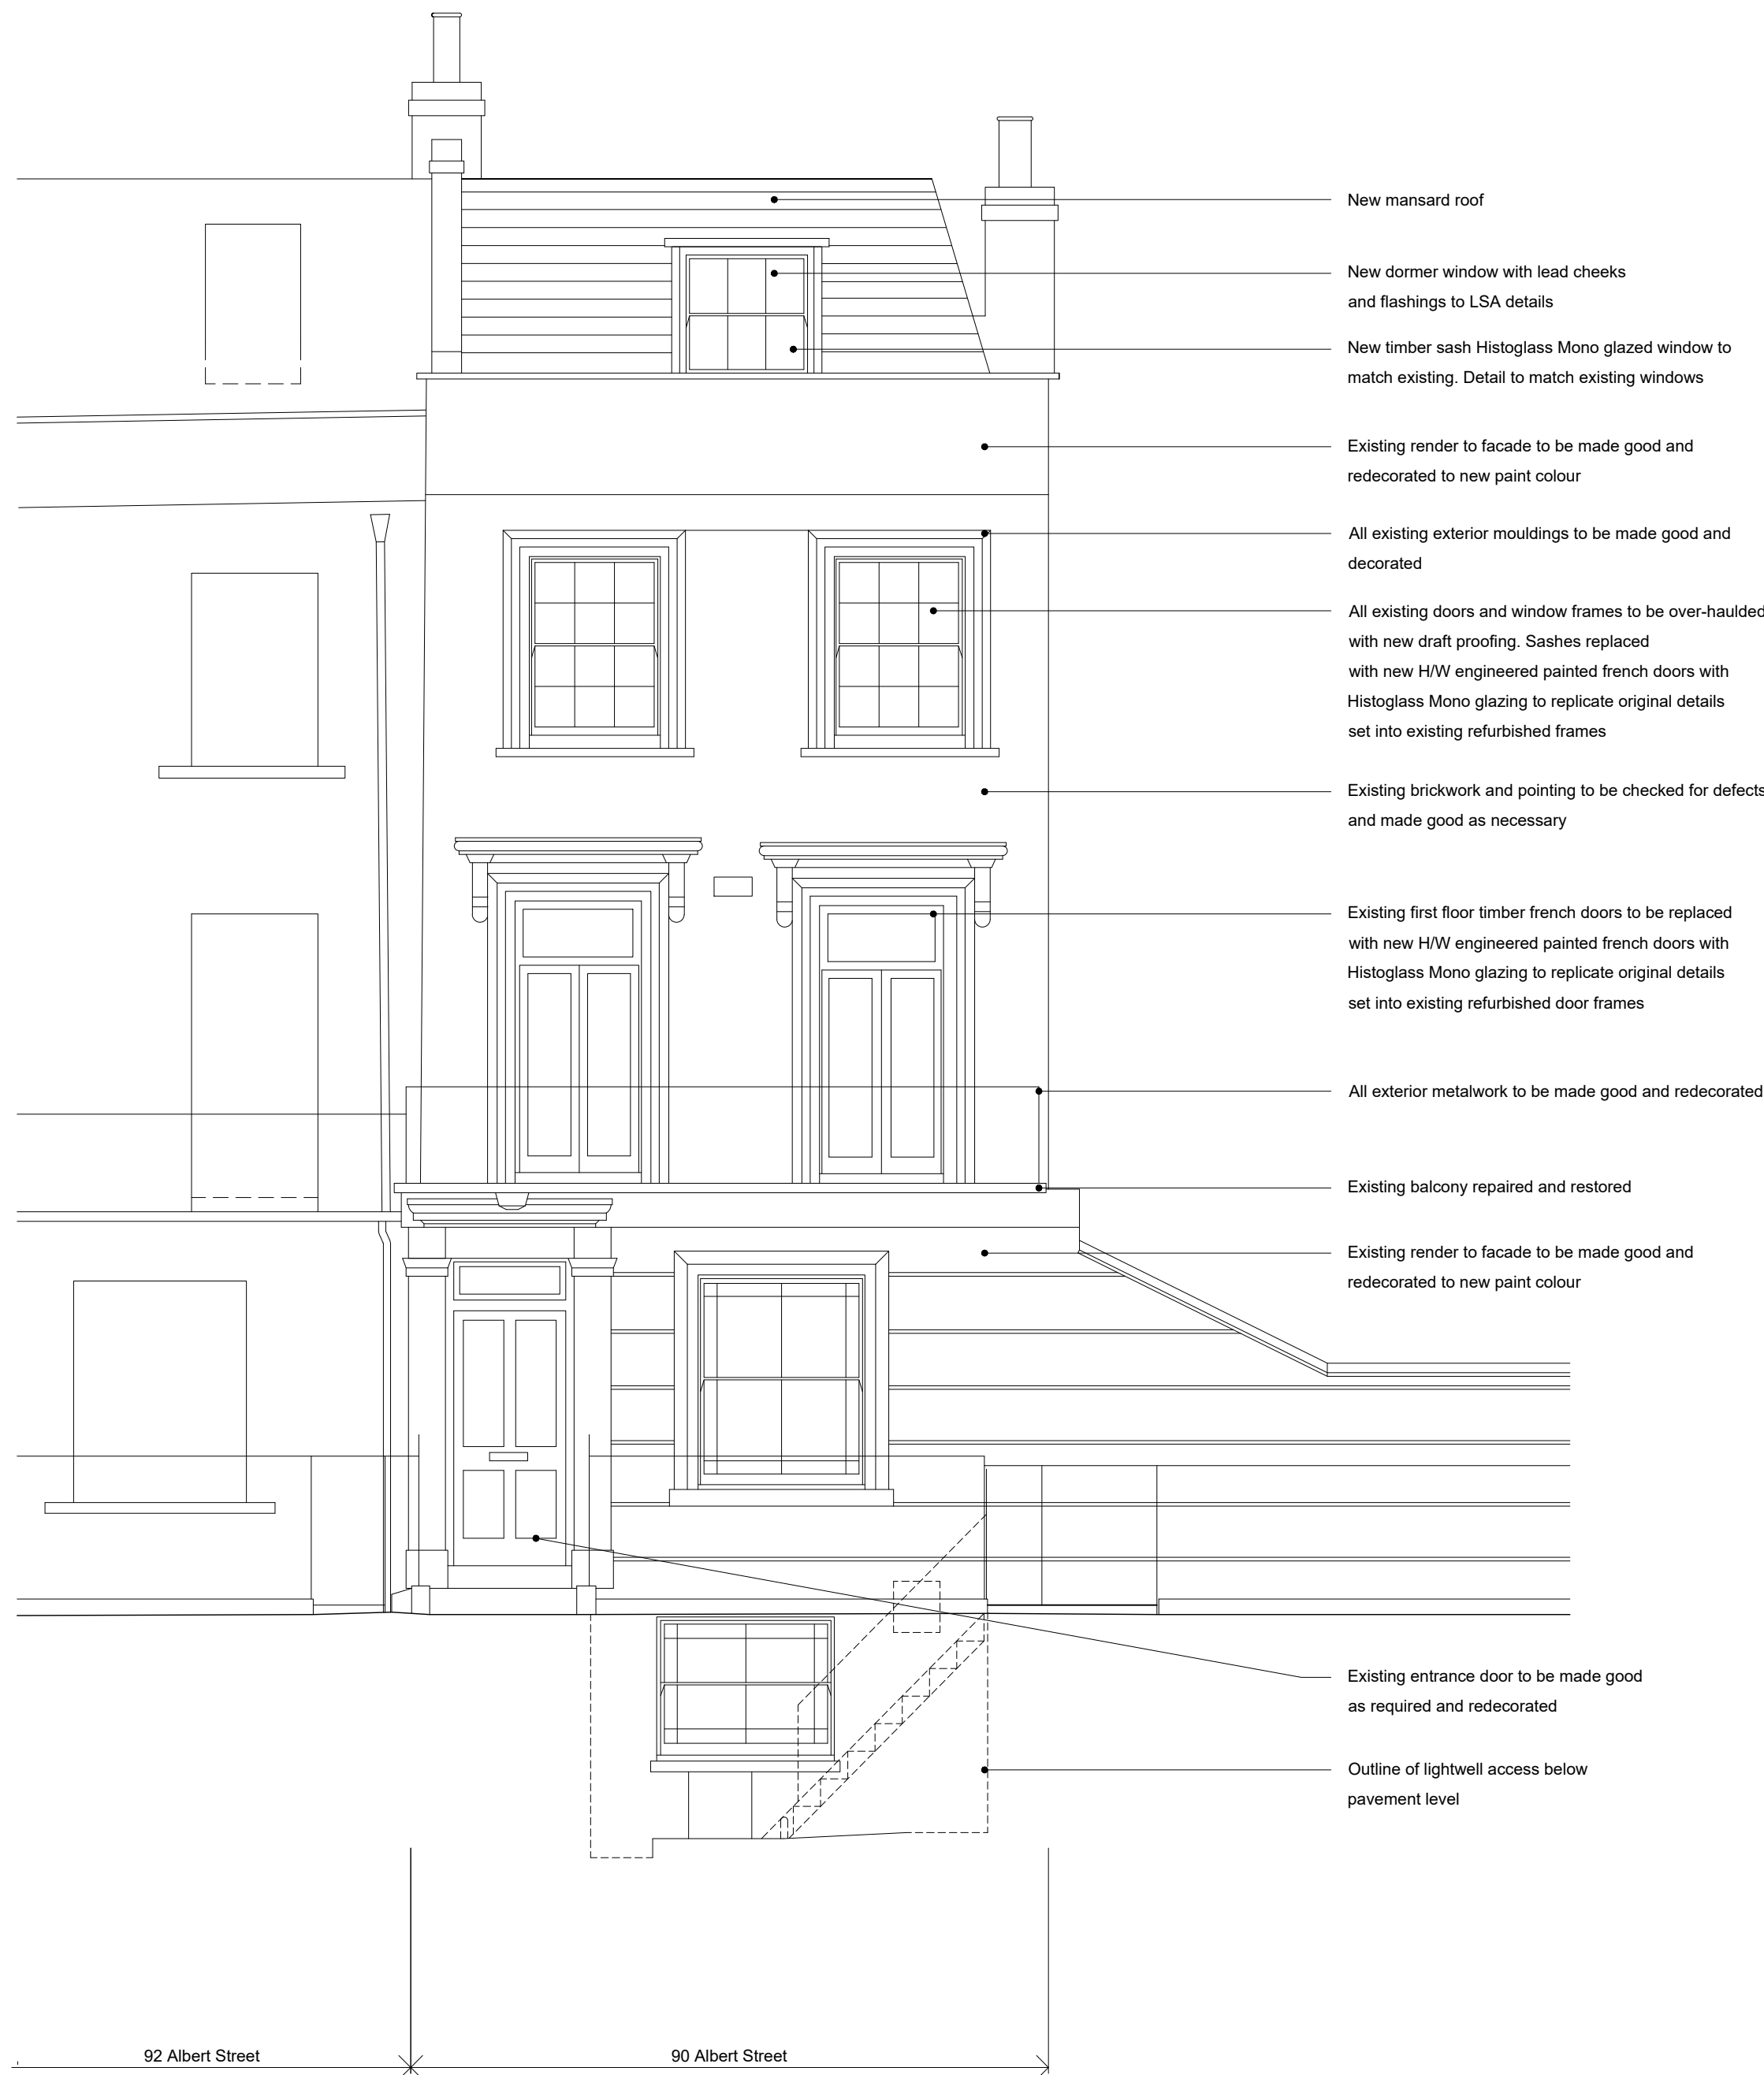 New mansard roof
New dormer window with lead cheeks
and flashings to LSA details
New timber sash Histoglass Mono glazed window to
match existing. Detail to match existing windows
Existing render to facade to be made good and
redecorated to new paint colour
All existing exterior mouldings to be made good and
decorated
All existing doors and window frames to be over-haulded
with new draft proofing. Sashes replaced
with new H/W engineered painted french doors with
Histoglass Mono glazing to replicate original details
set into existing refurbished frames
Existing brickwork and pointing to be checked for defects
and made good as necessary
Existing first floor timber french doors to be replaced
with new H/W engineered painted french doors with
Histoglass Mono glazing to replicate original details
set into existing refurbished door frames
All exterior metalwork to be made good and redecorated
Existing balcony repaired and restored
Existing render to facade to be made good and
redecorated to new paint colour
Existing entrance door to be made good
as required and redecorated
Outline of lightwell access below
pavement level
92 Albert Street
90 Albert Street